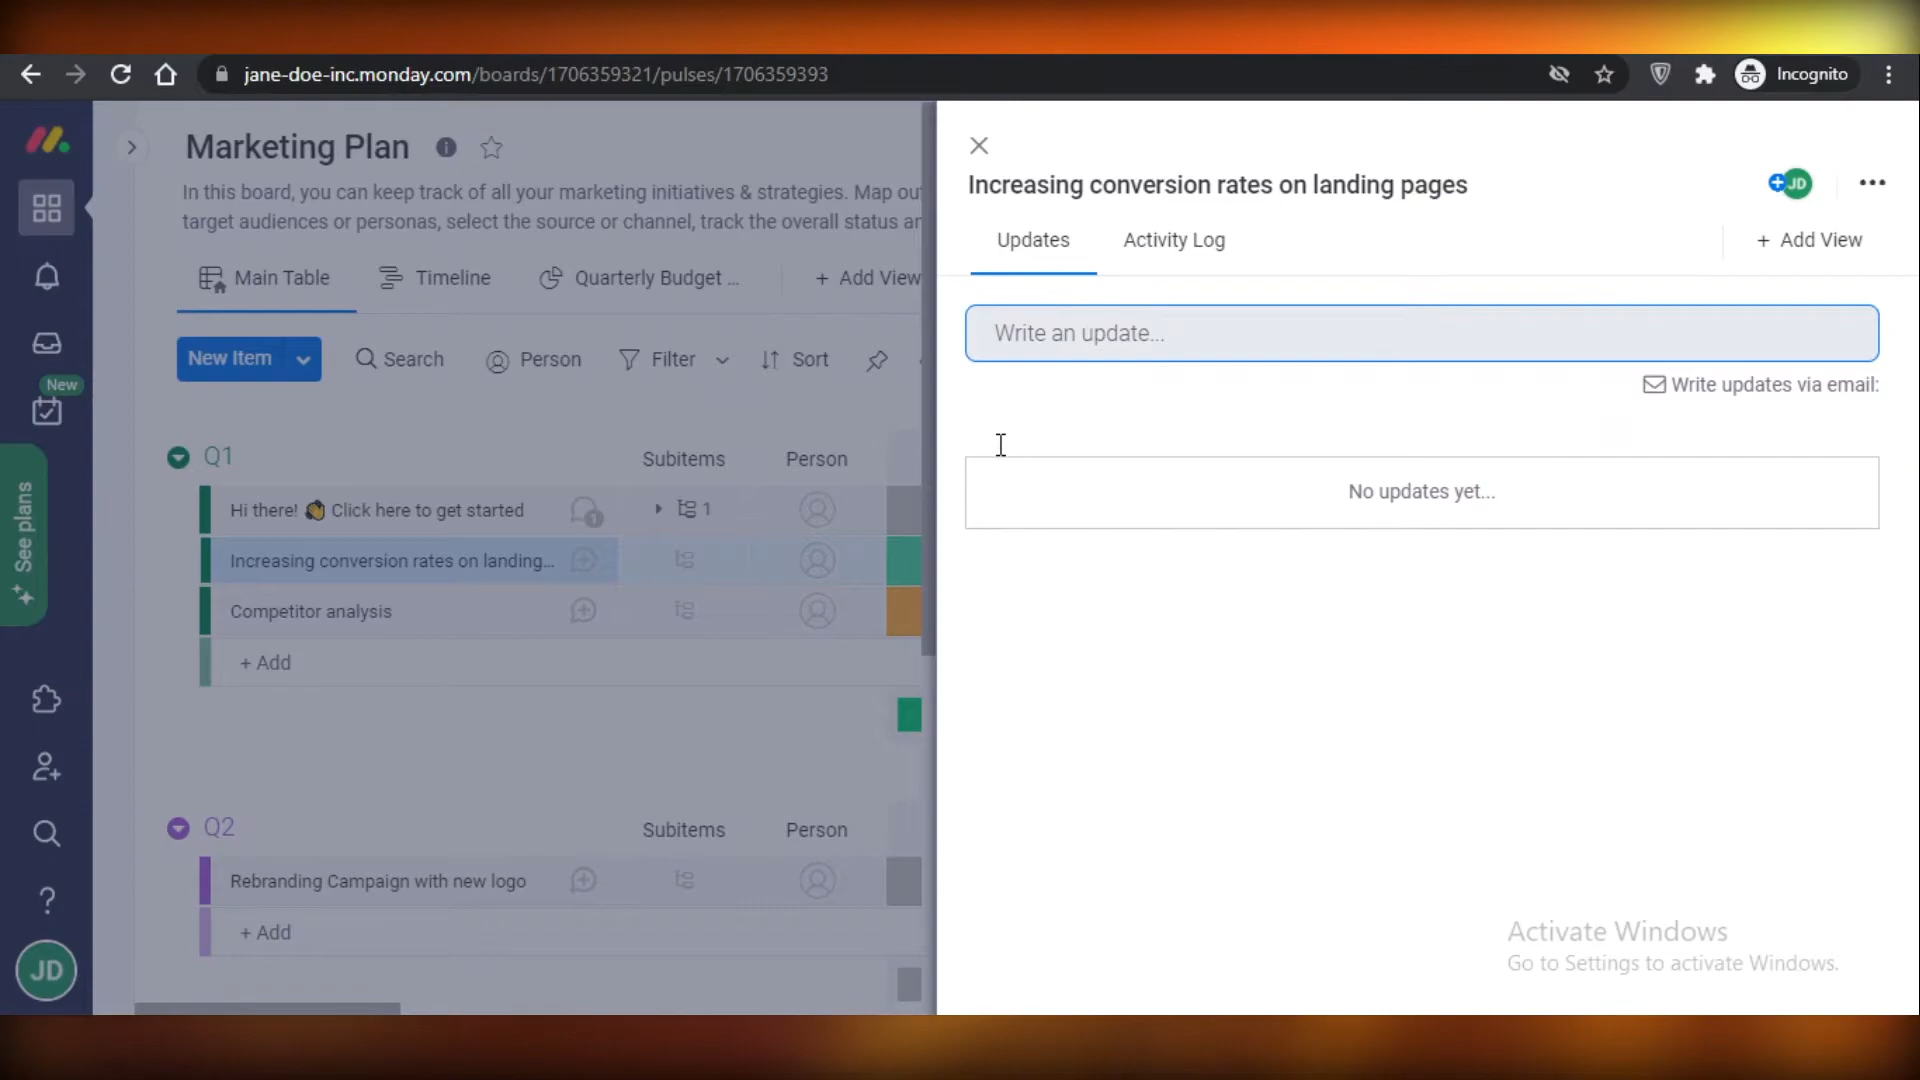 jane-doe-inc.monday.com/boards/1706359321/pulses/1706359393
Incognito
Marketing Plan
In this board, you can keep track of all your marketing initiatives & strategies. Map ou
target audiences or personas, select the source or channel, track the overall status ar
Main Table
Timeline
Quarterly Budget ...
+ Add View
New Item
Search
Person
Filter
Sort
New
See plans
Q1
Subitems
Person
Hi there! 👋 Click here to get started
1
1
Increasing conversion rates on landing...
Competitor analysis
+ Add
Q2
Subitems
Person
Rebranding Campaign with new logo
+ Add
?
JD
Increasing conversion rates on landing pages
JD
Updates
Activity Log
+ Add View
Write an update...
Write updates via email:
No updates yet...
Activate Windows
Go to Settings to activate Windows.